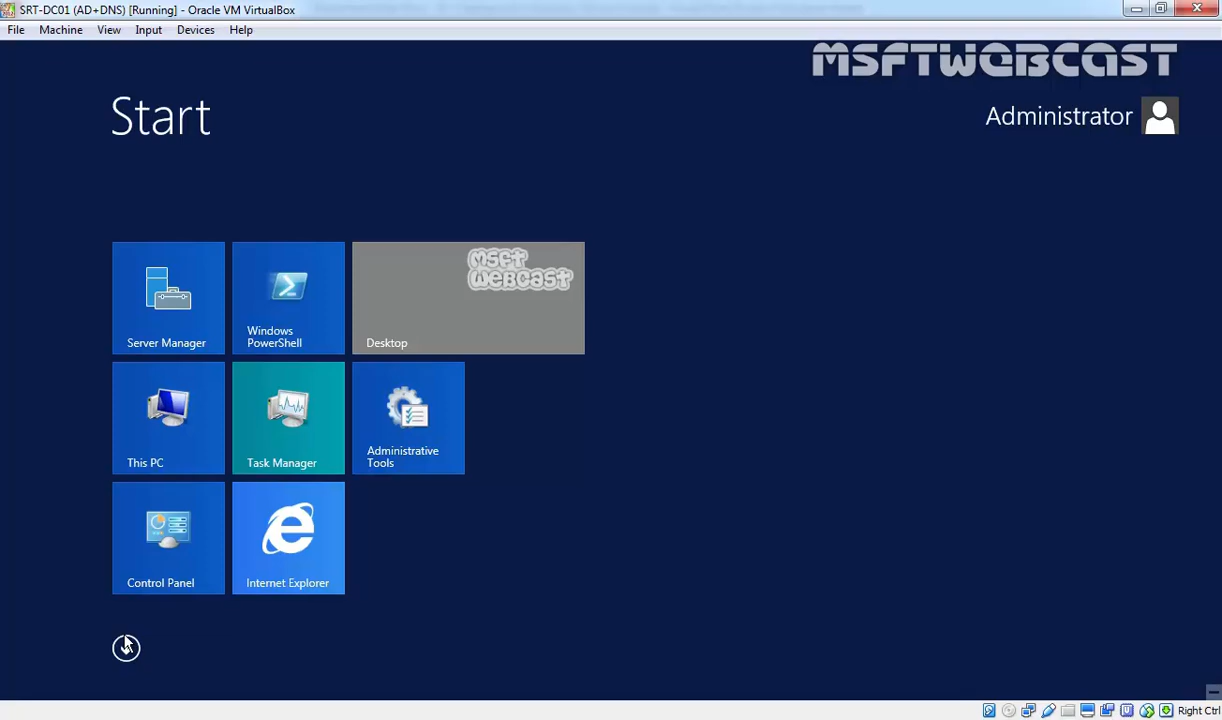 SRT-DC01 (AD+DNS) [Running] - Oracle VM VirtualBox
File Machine View Input Devices Help
MSFTWEBCAST
Start
Administrator
MSFT
WEBCAST
Server Manager
Windows
PowerShell
Desktop
This PC
Task Manager
Administrative
Tools
Control Panel
Internet Explorer
Right Ctrl